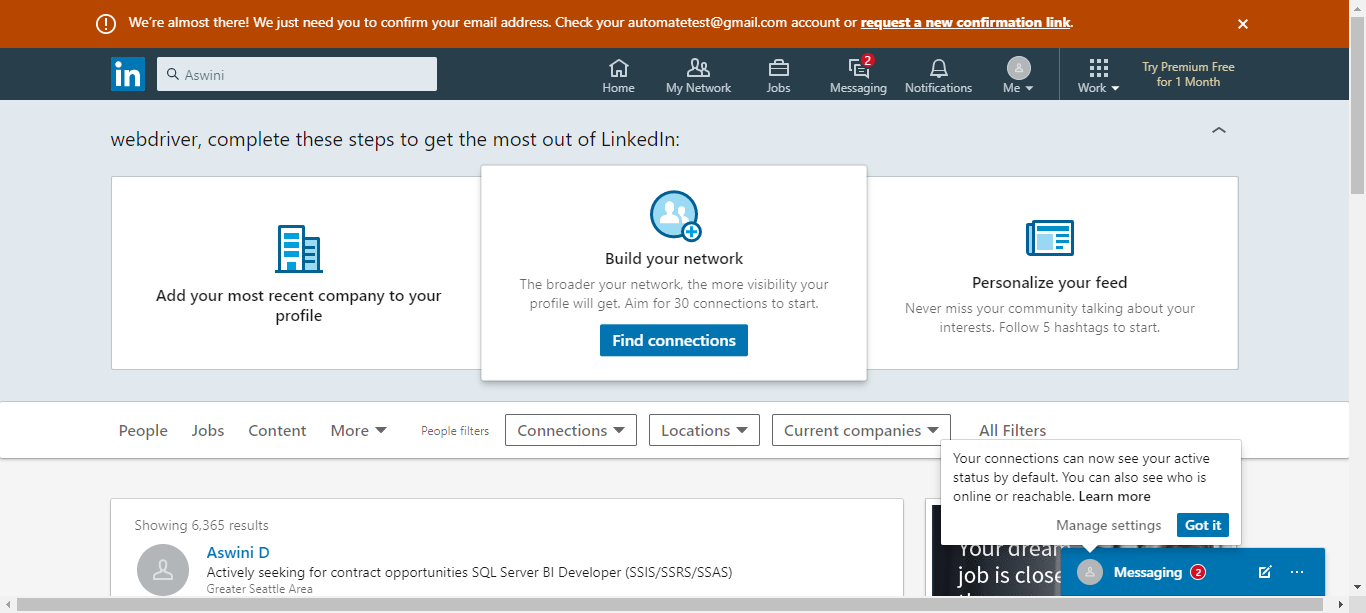 We're almost there! We just need you to confirm your email address. Check your automatetest@gmail.com account or request a new confirmation link.
in
Aswini
Home
My Network
Jobs
2
Messaging
Notifications
Me
Work
Try Premium Free
for 1 Month
webdriver, complete these steps to get the most out of LinkedIn:
Add your most recent company to your
profile
Build your network
The broader your network, the more visibility your
profile will get. Aim for 30 connections to start.
Find connections
Personalize your feed
Never miss your community talking about your
interests. Follow 5 hashtags to start.
People
Jobs
Content
More
People filters
Connections
Locations
Current companies
All Filters
Your connections can now see your active
status by default. You can also see who is
online or reachable. Learn more
Manage settings
Got it
Showing 6,365 results
Aswini D
Actively seeking for contract opportunities SQL Server BI Developer (SSIS/SSRS/SSAS)
Greater Seattle Area
Your dream
job is close
Messaging 2